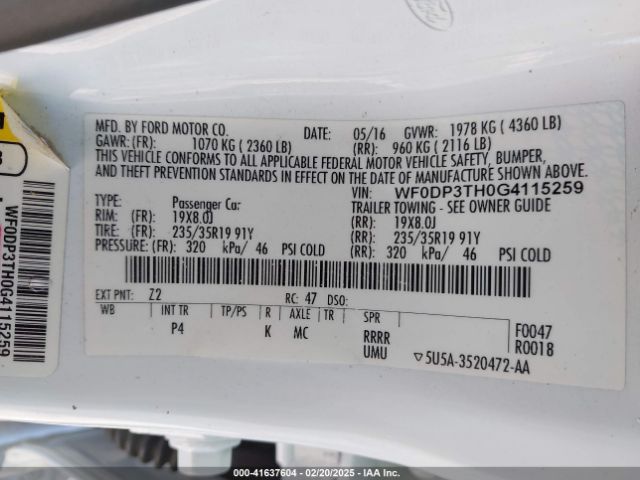 MFD. BY FORD MOTOR CO. DATE: 05/16 GVWR: 1978 KG ( 4360 LB)
GAWR: (FR): 1070 KG ( 2360 LB) (RR): 960 KG ( 2116 LB)
THIS VEHICLE CONFORMS TO ALL APPLICABLE FEDERAL MOTOR VEHICLE SAFETY, BUMPER,
AND THEFT PREVENTION STANDARDS IN EFFECT ON THE DATE OF MANUFACTURE SHOWN ABOVE.
VIN: WF0DP3TH0G4115259
TYPE: Passenger Car TRAILER TOWING - SEE OWNER GUIDE
RIM: (FR): 19X8.0J (RR): 19X8.0J
TIRE: (FR): 235/35R19 91Y (RR): 235/35R19 91Y
PRESSURE: (FR): 320 kPa/ 46 PSI COLD (RR): 320 kPa/ 46 PSI COLD
EXT PNT: Z2 RC: 47 DSO:
WB INT TR TP/PS R AXLE TR SPR
P4 K MC RRRR F0047
UMU R0018
▽5U5A-3520472-AA
WF0DP3TH0G4115259
Ford
000-41637604 - 02/20/2025 - IAA Inc.